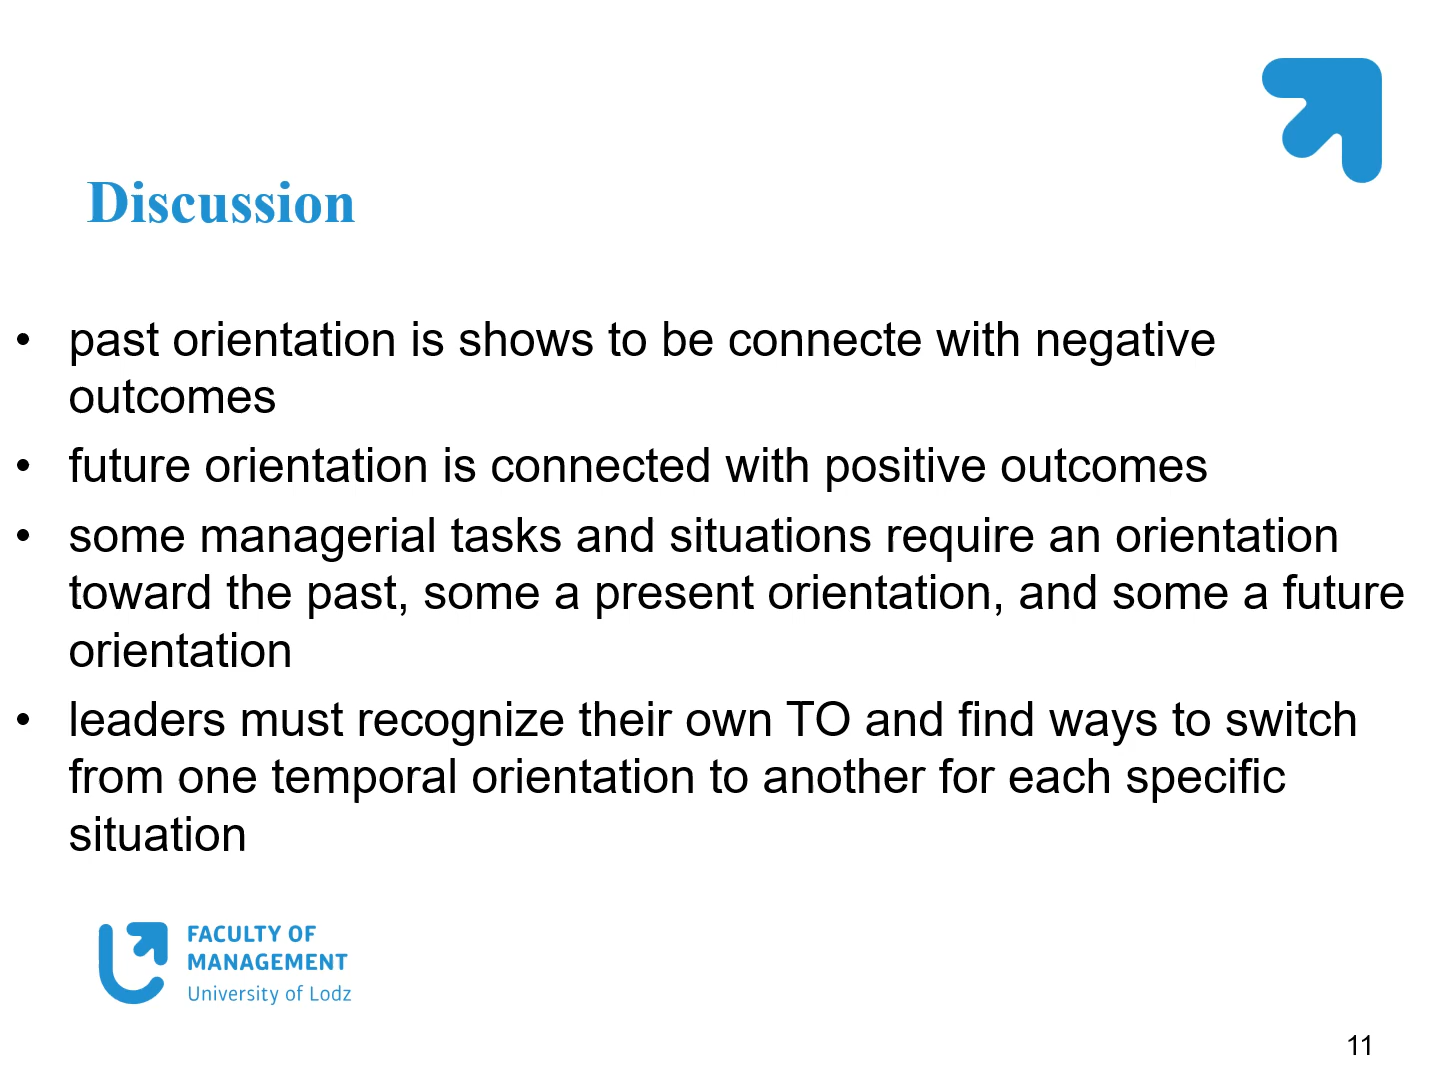 Discussion
• past orientation is shows to be connecte with negative
outcomes
• future orientation is connected with positive outcomes
• some managerial tasks and situations require an orientation
toward the past, some a present orientation, and some a future
orientation
• leaders must recognize their own TO and find ways to switch
from one temporal orientation to another for each specific
situation
FACULTY OF
MANAGEMENT
University of Lodz
11